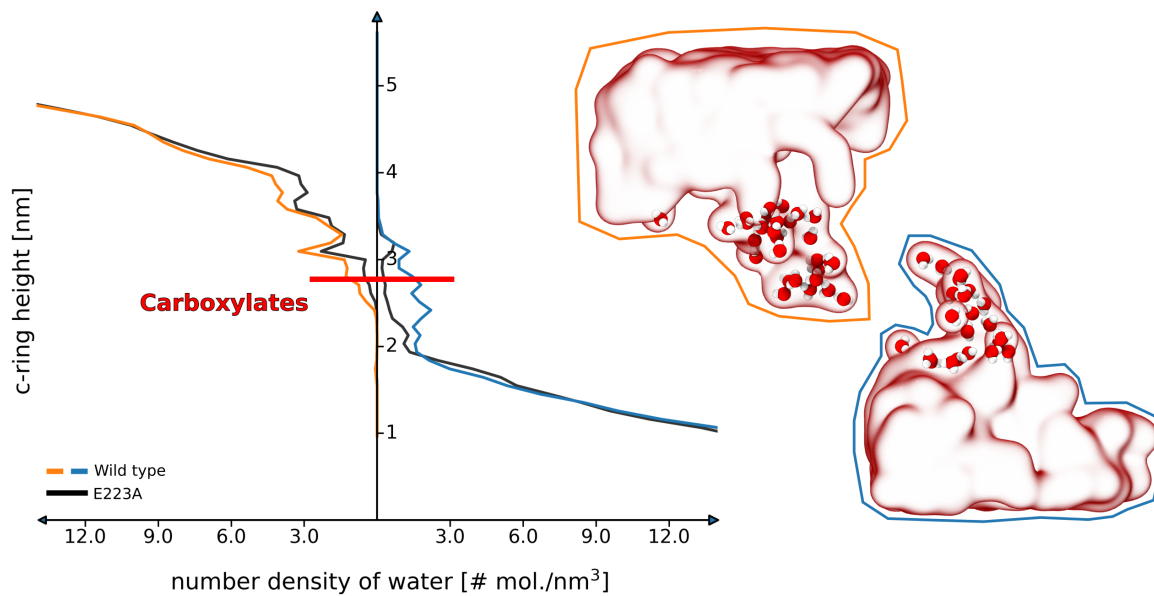 5
4
3
2
1
c-ring height [nm]
Carboxylates
Wild type
E223A
12.0 9.0 6.0 3.0 3.0 6.0 9.0 12.0
number density of water [# mol./nm³]